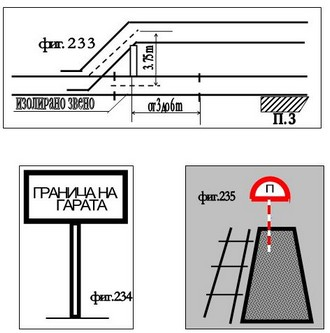 фиг. 233
3.75m
изолирано звено
от 3 до 6 m
П.3
ГРАНИЦА НА
ГАРАТА
фиг.234
фиг.235
П